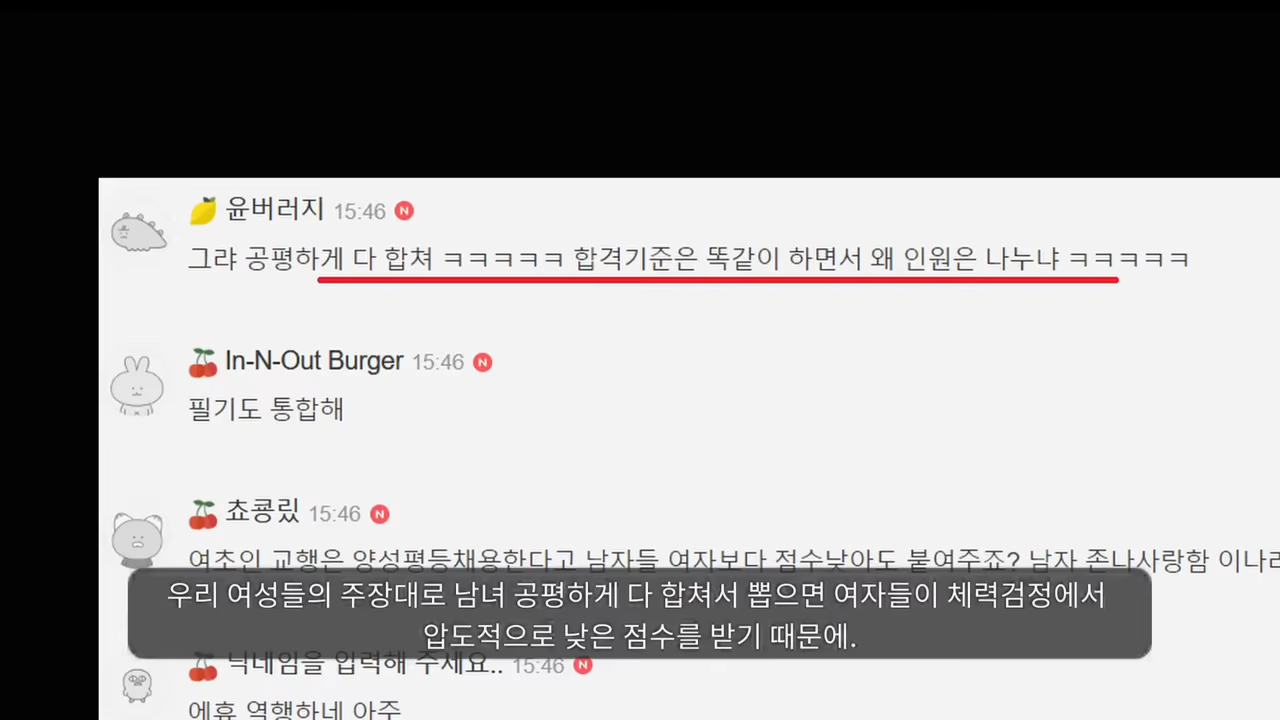 윤버러지 15:46 N
그랴 공평하게 다 합쳐 ㅋㅋㅋㅋㅋ 합격기준은 똑같이 하면서 왜 인원은 나누냐 ㅋㅋㅋㅋㅋ
In-N-Out Burger 15:46 N
필기도 통합해
쵸큥릾 15:46 N
여초인 교행은 양성평등채용한다고 남자들 여자보다 점수낮아도 붙여주죠? 남자 존나사랑함 이나라
우리 여성들의 주장대로 남녀 공평하게 다 합쳐서 뽑으면 여자들이 체력검정에서
압도적으로 낮은 점수를 받기 때문에.
닉네임을 입력해 주세요.. 15:46 N
에휴 역행하네 아주